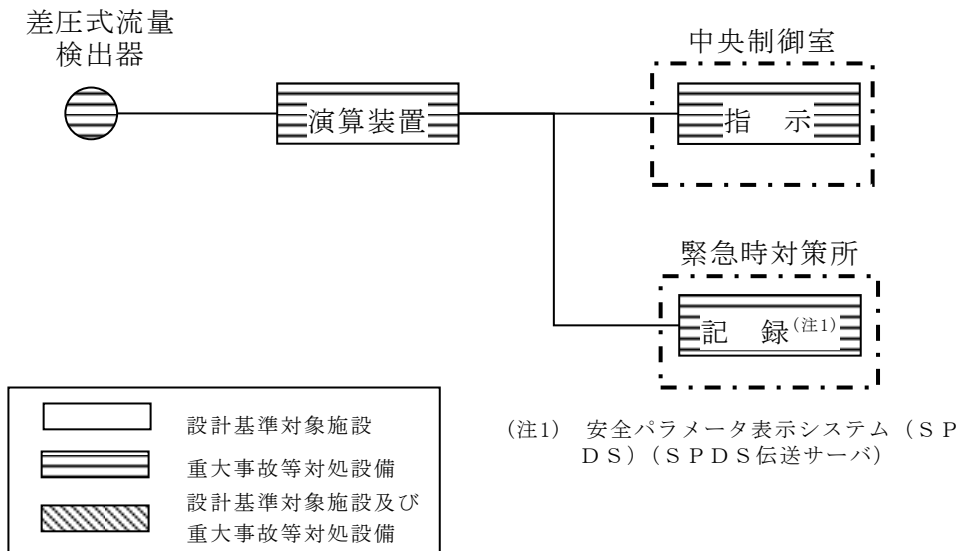 差圧式流量
検出器
演算装置
中央制御室
指　示
緊急時対策所
記　録(注1)
設計基準対象施設
重大事故等対処設備
設計基準対象施設及び
重大事故等対処設備
(注1)　安全パラメータ表示システム（ＳＰ
ＤＳ）（ＳＰＤＳ伝送サーバ）